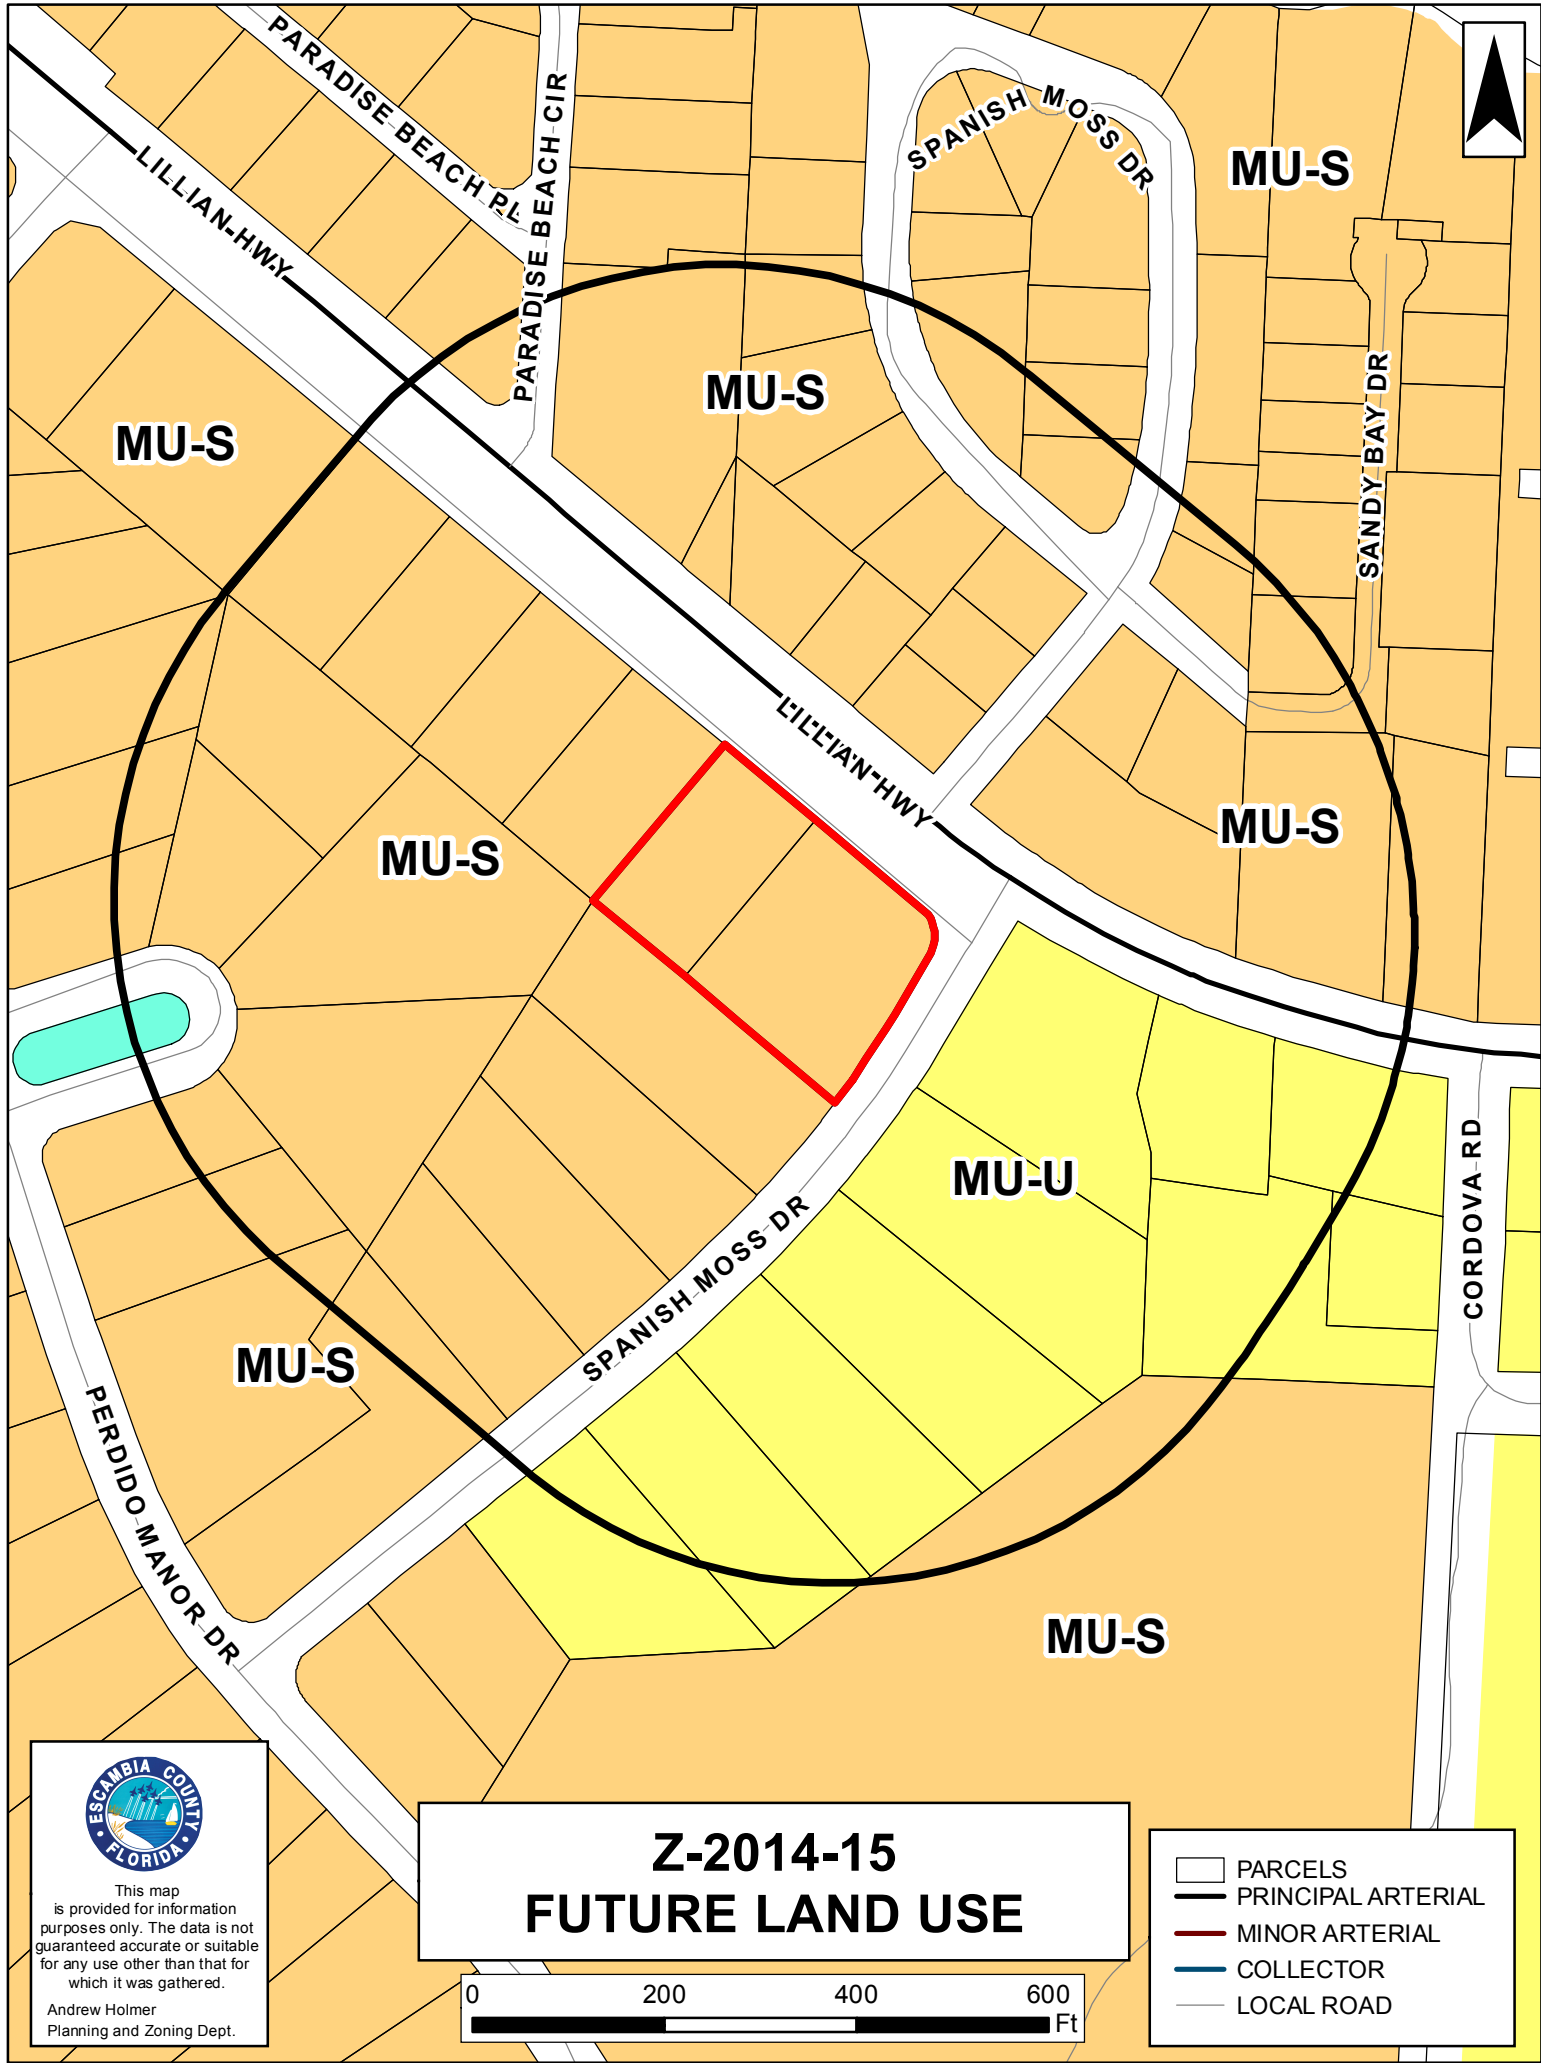 PARADISE BEACH PL
PARADISE BEACH CIR
SPANISH MOSS DR
MU-S
LILLIAN HWY
MU-S
SANDY BAY DR
MU-S
LILLIAN HWY
MU-S
MU-S
MU-U
CORDOVA RD
SPANISH MOSS DR
MU-S
PERDIDO MANOR DR
MU-S
ESCAMBIA COUNTY
FLORIDA
This map
is provided for information
purposes only. The data is not
guaranteed accurate or suitable
for any use other than that for
which it was gathered.
Andrew Holmer
Planning and Zoning Dept.
Z-2014-15
FUTURE LAND USE
0 200 400 600
Ft
PARCELS
PRINCIPAL ARTERIAL
MINOR ARTERIAL
COLLECTOR
LOCAL ROAD